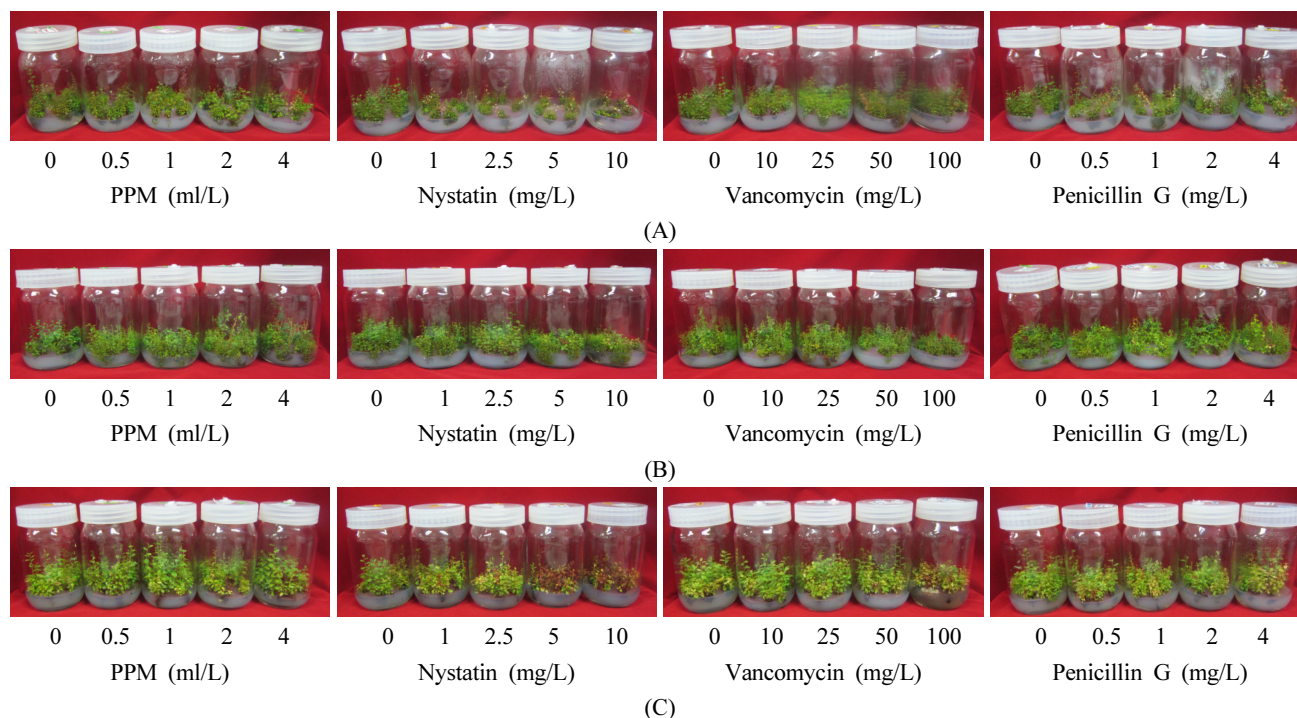 0 0.5 1 2 4 0 1 2.5 5 10 0 10 25 50 100 0 0.5 1 2 4
PPM (ml/L) Nystatin (mg/L) Vancomycin (mg/L) Penicillin G (mg/L)
(A)
0 0.5 1 2 4 0 1 2.5 5 10 0 10 25 50 100 0 0.5 1 2 4
PPM (ml/L) Nystatin (mg/L) Vancomycin (mg/L) Penicillin G (mg/L)
(B)
0 0.5 1 2 4 0 1 2.5 5 10 0 10 25 50 100 0 0.5 1 2 4
PPM (ml/L) Nystatin (mg/L) Vancomycin (mg/L) Penicillin G (mg/L)
(C)